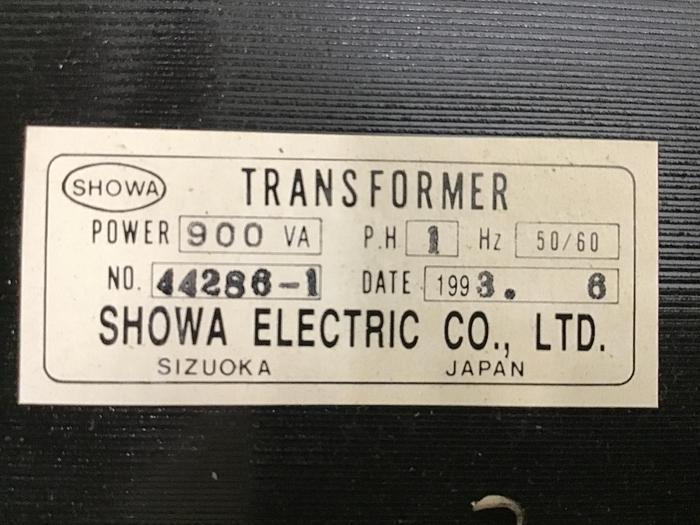 SHOWA TRANSFORMER
POWER 900 VA P.H 1 Hz 50/60
NO. 44286-1 DATE 1993. 6
SHOWA ELECTRIC CO., LTD.
SIZUOKA JAPAN